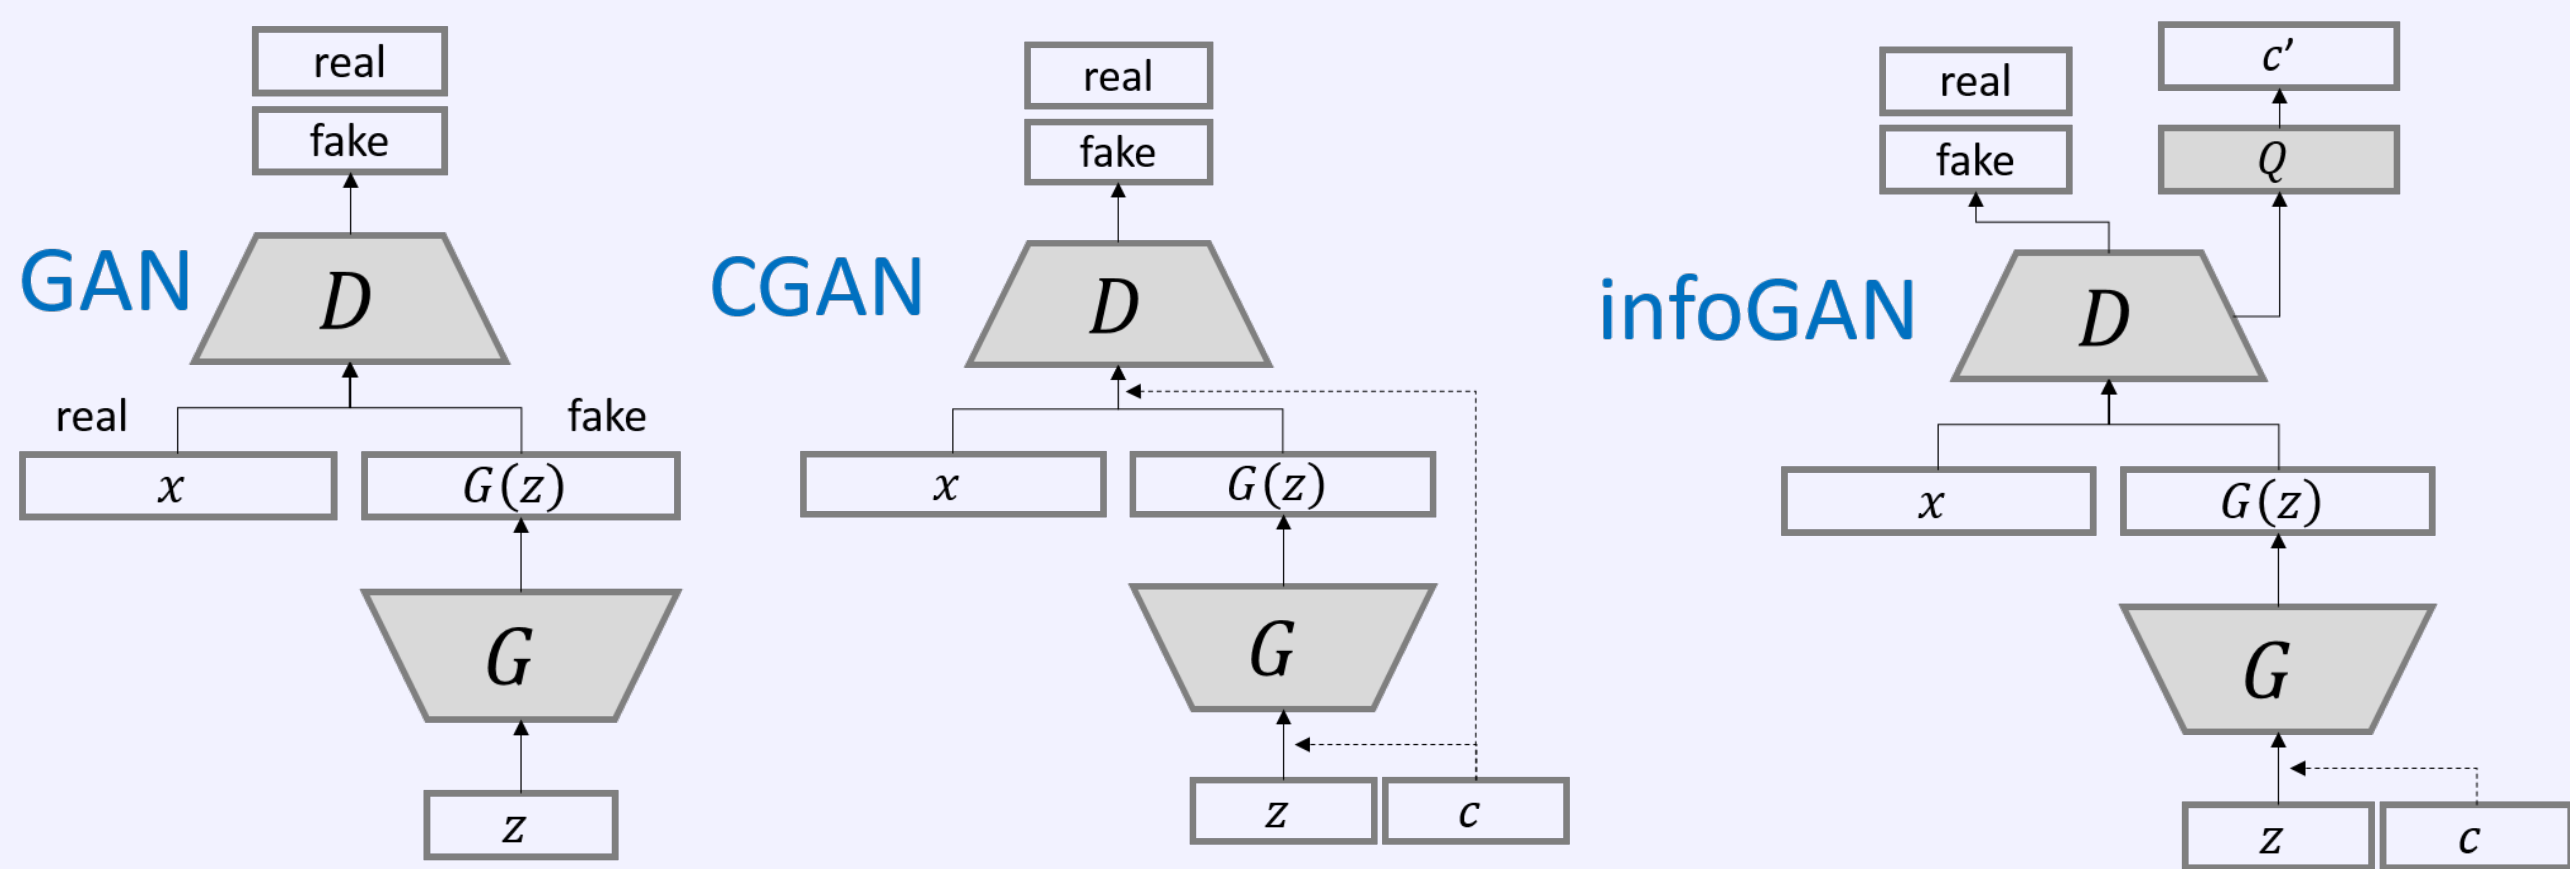 real
fake
GAN
D
real
fake
x
G(z)
G
z
real
fake
CGAN
D
x
G(z)
G
z
c
real
fake
c′
Q
infoGAN
D
x
G(z)
G
z
c